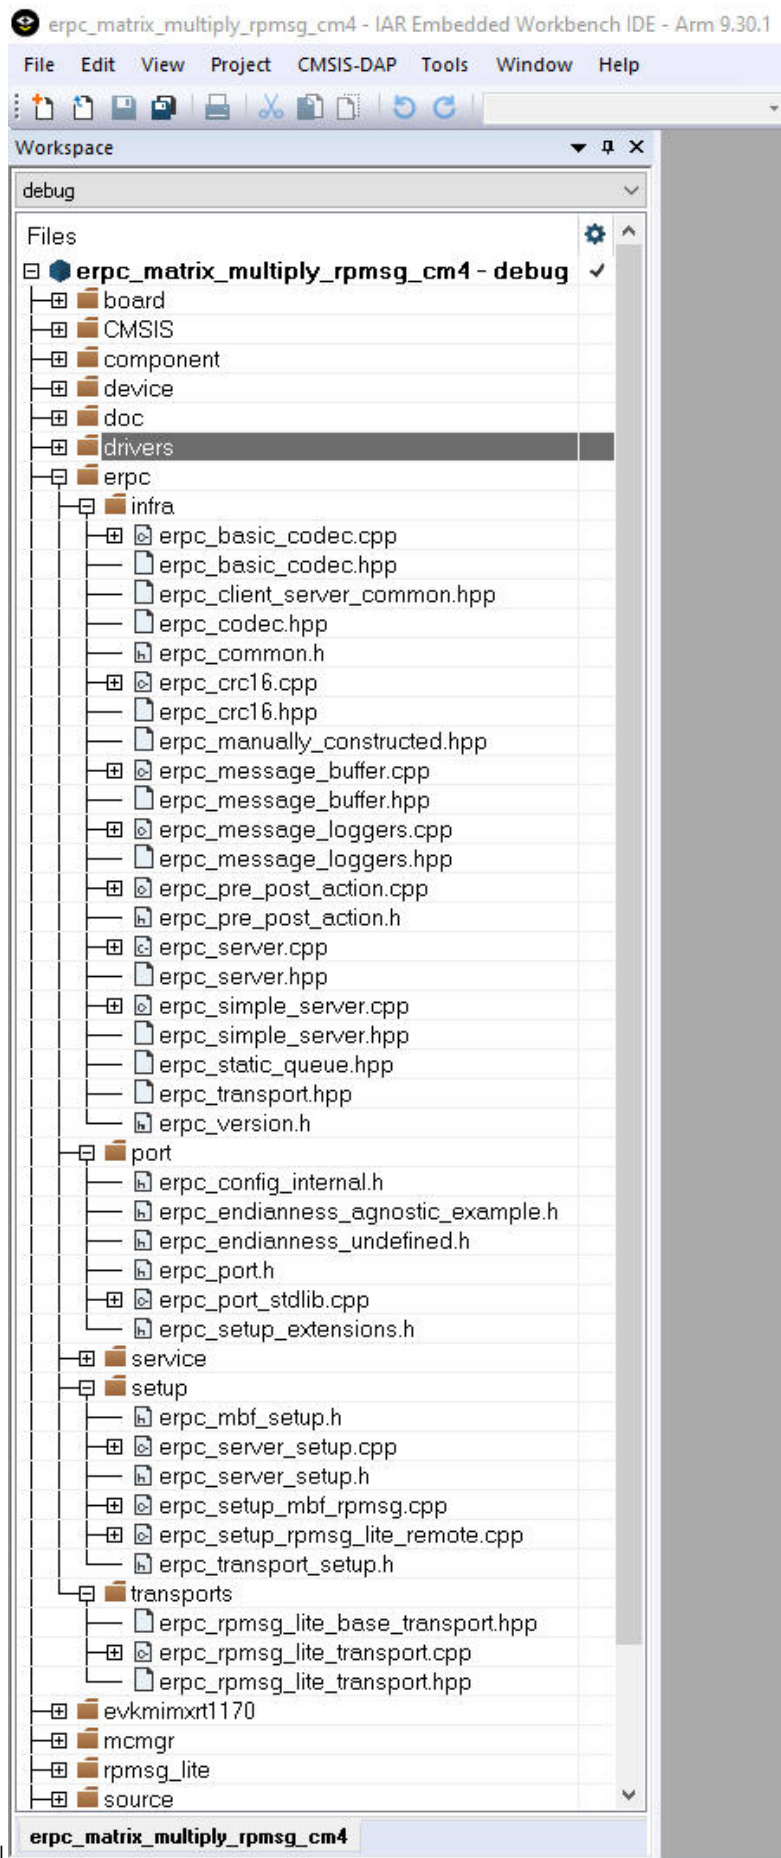 erpc_matrix_multiply_rpmsg_cm4 - IAR Embedded Workbench IDE - Arm 9.30.1
File Edit View Project CMSIS-DAP Tools Window Help
Workspace
debug
Files
erpc_matrix_multiply_rpmsg_cm4 - debug
board
CMSIS
component
device
doc
drivers
erpc
infra
erpc_basic_codec.cpp
erpc_basic_codec.hpp
erpc_client_server_common.hpp
erpc_codec.hpp
erpc_common.h
erpc_crc16.cpp
erpc_crc16.hpp
erpc_manually_constructed.hpp
erpc_message_buffer.cpp
erpc_message_buffer.hpp
erpc_message_loggers.cpp
erpc_message_loggers.hpp
erpc_pre_post_action.cpp
erpc_pre_post_action.h
erpc_server.cpp
erpc_server.hpp
erpc_simple_server.cpp
erpc_simple_server.hpp
erpc_static_queue.hpp
erpc_transport.hpp
erpc_version.h
port
erpc_config_internal.h
erpc_endianness_agnostic_example.h
erpc_endianness_undefined.h
erpc_port.h
erpc_port_stdlib.cpp
erpc_setup_extensions.h
service
setup
erpc_mbf_setup.h
erpc_server_setup.cpp
erpc_server_setup.h
erpc_setup_mbf_rpmsg.cpp
erpc_setup_rpmsg_lite_remote.cpp
erpc_transport_setup.h
transports
erpc_rpmsg_lite_base_transport.hpp
erpc_rpmsg_lite_transport.cpp
erpc_rpmsg_lite_transport.hpp
evkmimxrt1170
mcmgr
rpmsg_lite
source
erpc_matrix_multiply_rpmsg_cm4